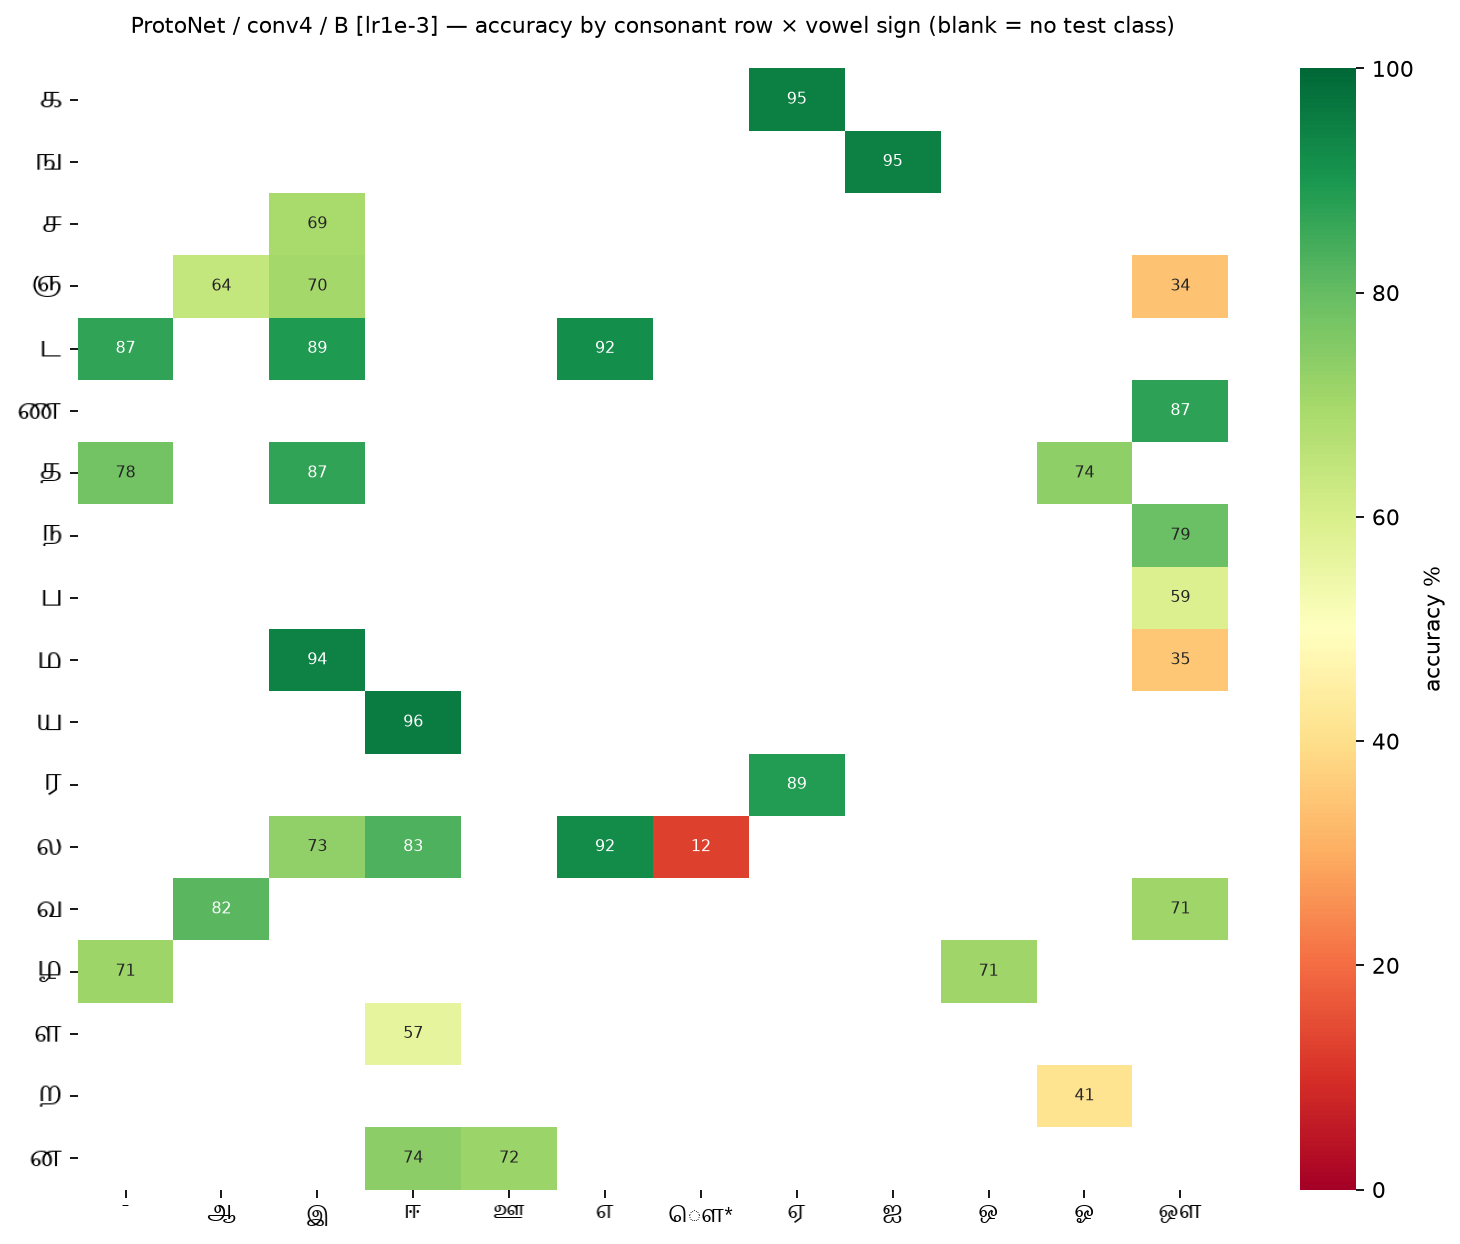 ProtoNet / conv4 / B [lr1e-3] — accuracy by consonant row × vowel sign (blank = no test class)
க 95
ங 95
ச 69
ஞ 64 70 34
ட 87 89 92
ண 87
த 78 87 74
ந 79
ப 59
ம 94 35
ய 96
ர 89
ல 73 83 92 12
வ 82 71
ழ 71 71
ள 57
ற 41
ன 74 72
- ஆ இ ஈ ஊ எ ௌ* ஏ ஐ ஒ ஓ ஔ
100
80
60
40
20
0
accuracy %